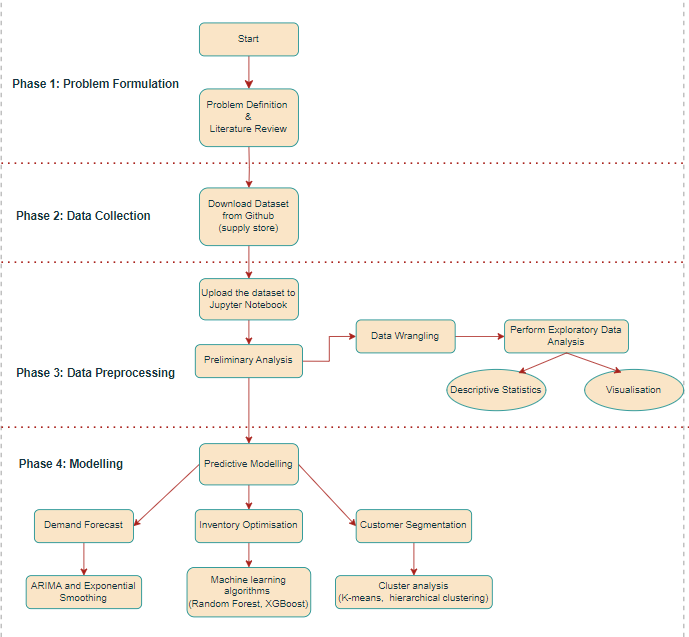 Start
Phase 1: Problem Formulation
Problem Definition
&
Literature Review
Phase 2: Data Collection
Download Dataset
from Github
(supply store)
Upload the dataset to
Jupyter Notebook
Data Wrangling
Perform Exploratory Data
Analysis
Preliminary Analysis
Phase 3: Data Preprocessing
Descriptive Statistics
Visualisation
Phase 4: Modelling
Predictive Modelling
Demand Forecast
Inventory Optimisation
Customer Segmentation
ARIMA and Exponential
Smoothing
Machine learning
algorithms
(Random Forest, XGBoost)
Cluster analysis
(K-means, hierarchical clustering)